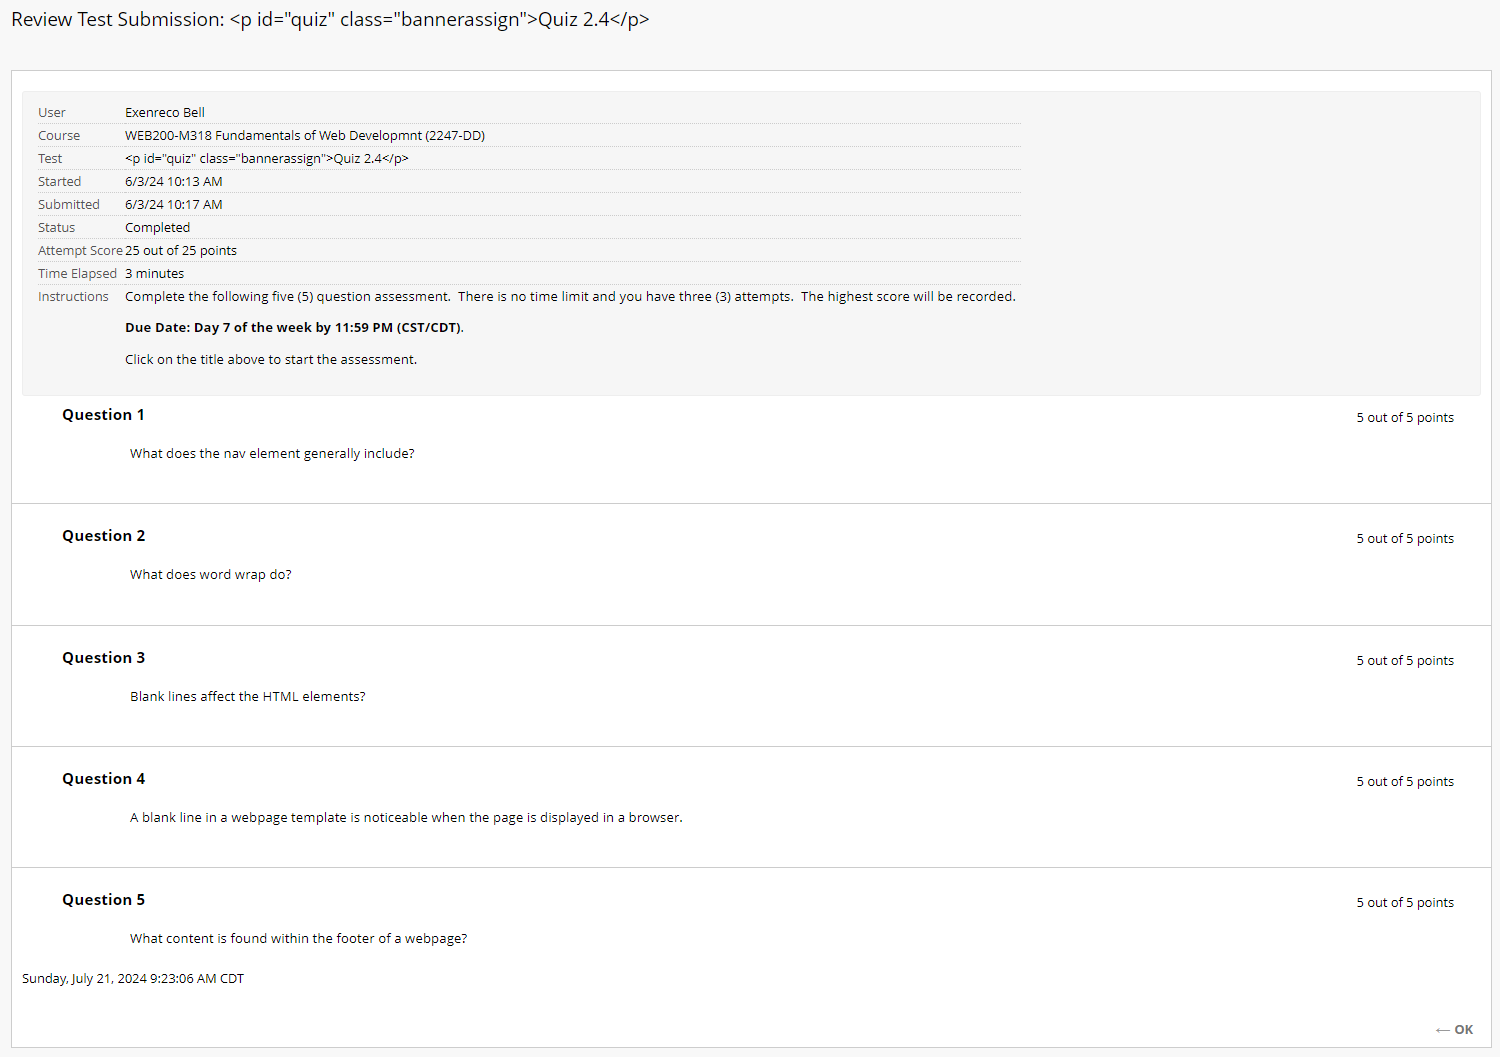 Review Test Submission: <p id="quiz" class="bannerassign">Quiz 2.4</p>
User Exenreco Bell
Course WEB200-M318 Fundamentals of Web Developmnt (2247-DD)
Test <p id="quiz" class="bannerassign">Quiz 2.4</p>
Started 6/3/24 10:13 AM
Submitted 6/3/24 10:17 AM
Status Completed
Attempt Score 25 out of 25 points
Time Elapsed 3 minutes
Instructions Complete the following five (5) question assessment.  There is no time limit and you have three (3) attempts.  The highest score will be recorded.
Due Date: Day 7 of the week by 11:59 PM (CST/CDT).
Click on the title above to start the assessment.
Question 1 5 out of 5 points
What does the nav element generally include?
Question 2 5 out of 5 points
What does word wrap do?
Question 3 5 out of 5 points
Blank lines affect the HTML elements?
Question 4 5 out of 5 points
A blank line in a webpage template is noticeable when the page is displayed in a browser.
Question 5 5 out of 5 points
What content is found within the footer of a webpage?
Sunday, July 21, 2024 9:23:06 AM CDT
← OK